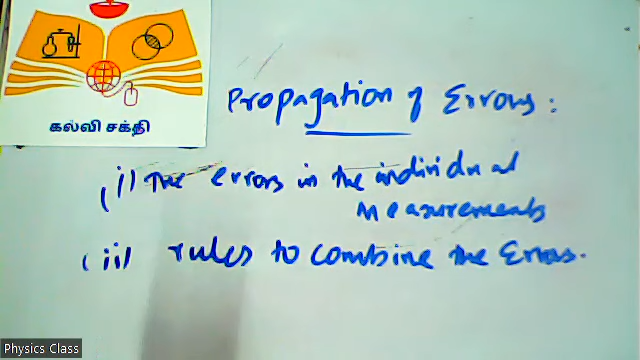 கல்வி சக்தி
Propagation of Errors :
(i) The errors in the individual
measurements
(ii) rules to combine the Errors.
Physics Class